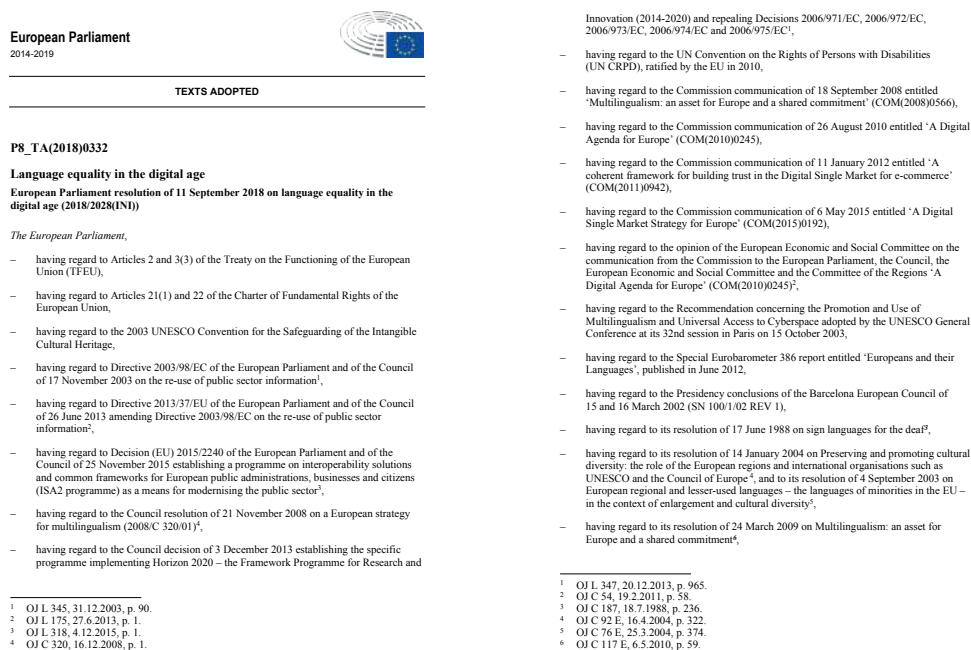 European Parliament
2014-2019
TEXTS ADOPTED
P8_TA(2018)0332
Language equality in the digital age
European Parliament resolution of 11 September 2018 on language equality in the
digital age (2018/2028(INI))
The European Parliament,
– having regard to Articles 2 and 3(3) of the Treaty on the Functioning of the European
Union (TFEU),
– having regard to Articles 21(1) and 22 of the Charter of Fundamental Rights of the
European Union,
– having regard to the 2003 UNESCO Convention for the Safeguarding of the Intangible
Cultural Heritage,
– having regard to Directive 2003/98/EC of the European Parliament and of the Council
of 17 November 2003 on the re-use of public sector information¹,
– having regard to Directive 2013/37/EU of the European Parliament and of the Council
of 26 June 2013 amending Directive 2003/98/EC on the re-use of public sector
information²,
– having regard to Decision (EU) 2015/2240 of the European Parliament and of the
Council of 25 November 2015 establishing a programme on interoperability solutions
and common frameworks for European public administrations, businesses and citizens
(ISA2 programme) as a means for modernising the public sector³,
– having regard to the Council resolution of 21 November 2008 on a European strategy
for multilingualism (2008/C 320/01)⁴,
– having regard to the Council decision of 3 December 2013 establishing the specific
programme implementing Horizon 2020 – the Framework Programme for Research and
¹ OJ L 345, 31.12.2003, p. 90.
² OJ L 175, 27.6.2013, p. 1.
³ OJ L 318, 4.12.2015, p. 1.
⁴ OJ C 320, 16.12.2008, p. 1.
Innovation (2014-2020) and repealing Decisions 2006/971/EC, 2006/972/EC,
2006/973/EC, 2006/974/EC and 2006/975/EC¹,
– having regard to the UN Convention on the Rights of Persons with Disabilities
(UN CRPD), ratified by the EU in 2010,
– having regard to the Commission communication of 18 September 2008 entitled
‘Multilingualism: an asset for Europe and a shared commitment’ (COM(2008)0566),
– having regard to the Commission communication of 26 August 2010 entitled ‘A Digital
Agenda for Europe’ (COM(2010)0245),
– having regard to the Commission communication of 11 January 2012 entitled ‘A
coherent framework for building trust in the Digital Single Market for e-commerce’
(COM(2011)0942),
– having regard to the Commission communication of 6 May 2015 entitled ‘A Digital
Single Market Strategy for Europe’ (COM(2015)0192),
– having regard to the opinion of the European Economic and Social Committee on the
communication from the Commission to the European Parliament, the Council, the
European Economic and Social Committee and the Committee of the Regions ‘A
Digital Agenda for Europe’ (COM(2010)0245)²,
– having regard to the Recommendation concerning the Promotion and Use of
Multilingualism and Universal Access to Cyberspace adopted by the UNESCO General
Conference at its 32nd session in Paris on 15 October 2003,
– having regard to the Special Eurobarometer 386 report entitled ‘Europeans and their
Languages’, published in June 2012,
– having regard to the Presidency conclusions of the Barcelona European Council of
15 and 16 March 2002 (SN 100/1/02 REV 1),
– having regard to its resolution of 17 June 1988 on sign languages for the deaf³,
– having regard to its resolution of 14 January 2004 on Preserving and promoting cultural
diversity: the role of the European regions and international organisations such as
UNESCO and the Council of Europe⁴, and to its resolution of 4 September 2003 on
European regional and lesser-used languages – the languages of minorities in the EU –
in the context of enlargement and cultural diversity⁵,
– having regard to its resolution of 24 March 2009 on Multilingualism: an asset for
Europe and a shared commitment⁶,
¹ OJ L 347, 20.12.2013, p. 965.
² OJ C 54, 19.2.2011, p. 58.
³ OJ C 187, 18.7.1988, p. 236.
⁴ OJ C 92 E, 16.4.2004, p. 322.
⁵ OJ C 76 E, 25.3.2004, p. 374.
⁶ OJ C 117 E, 6.5.2010, p. 59.